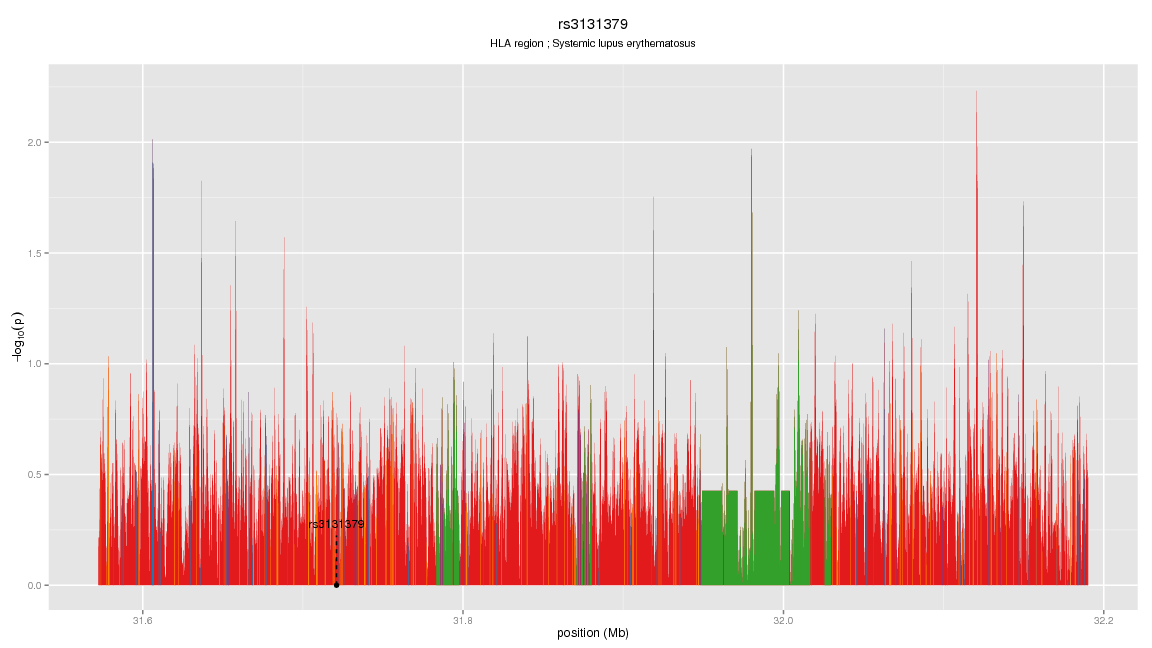 rs3131379
HLA region ; Systemic lupus erythematosus
−log10(p)
2.0
1.5
1.0
0.5
0.0
rs3131379
31.6 31.8 32.0 32.2
position (Mb)